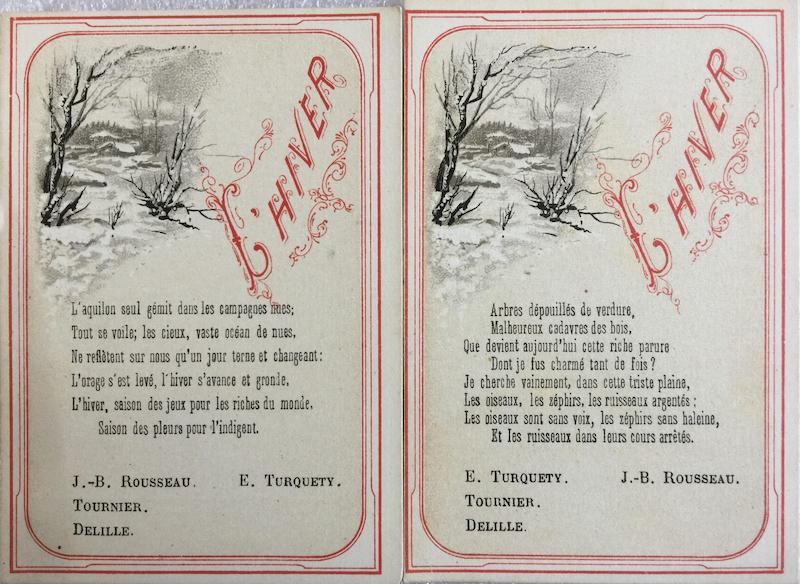 L'HIVER
L'aquilon seul gémit dans les campagnes nues;
Tout se voile; les cieux, vaste océan de nues,
Ne reflètent sur nous qu'un jour terne et changeant:
L'orage s'est levé, l'hiver s'avance et gronde,
L'hiver, saison des jeux pour les riches du monde,
Saison des pleurs pour l'indigent.
J.-B. ROUSSEAU. E. TURQUETY.
TOURNIER.
DELILLE.
L'HIVER
Arbres dépouillés de verdure,
Malheureux cadavres des bois,
Que devient aujourd'hui cette riche parure
Dont je fus charmé tant de fois?
Je cherche vainement, dans cette triste plaine,
Les oiseaux, les zéphirs, les ruisseaux argentés:
Les oiseaux sont sans voix, les zéphirs sans haleine,
Et les ruisseaux dans leurs cours arrêtés.
E. TURQUETY. J.-B. ROUSSEAU.
TOURNIER.
DELILLE.